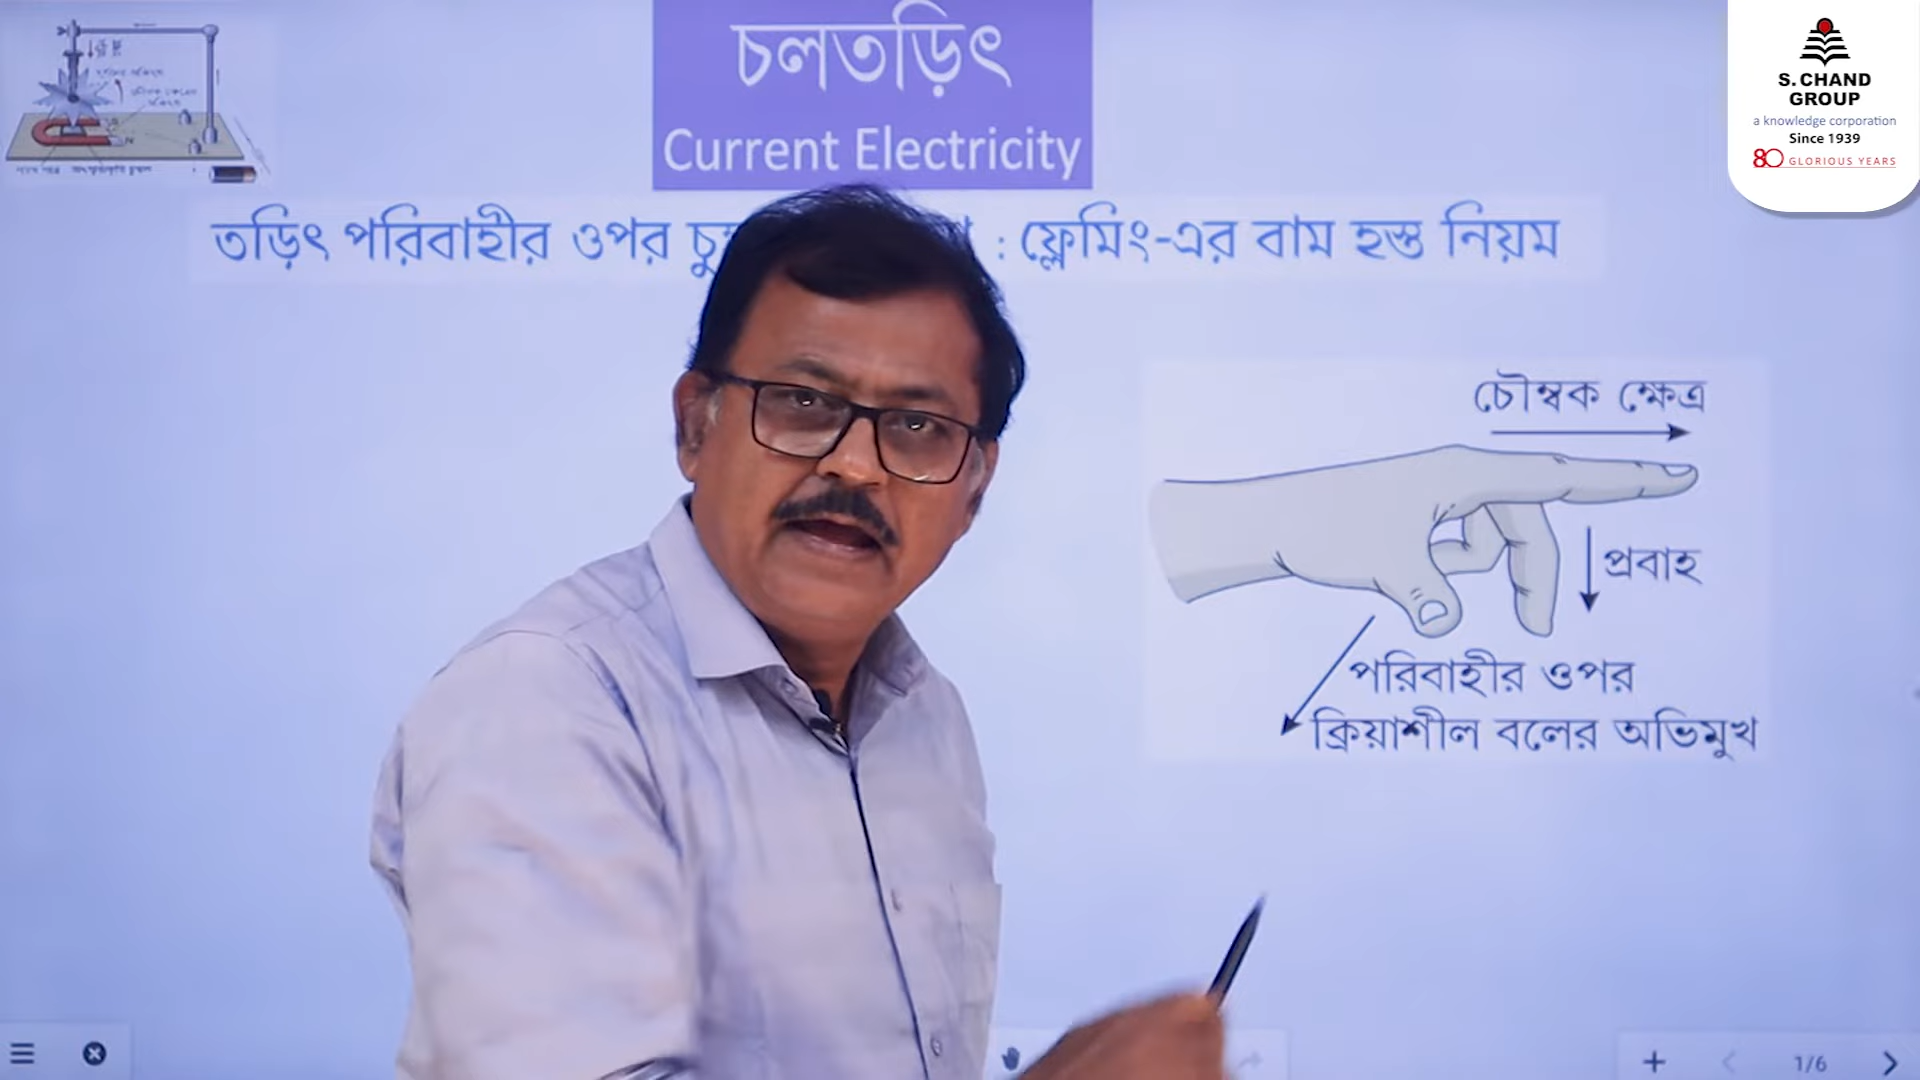 চলতড়িৎ
Current Electricity
S. CHAND
GROUP
a knowledge corporation
Since 1939
80 GLORIOUS YEARS
তড়িৎ পরিবাহীর ওপর : ফ্লেমিং-এর বাম হস্ত নিয়ম
চৌম্বক ক্ষেত্র
প্রবাহ
পরিবাহীর ওপর
ক্রিয়াশীল বলের অভিমুখ
1/6